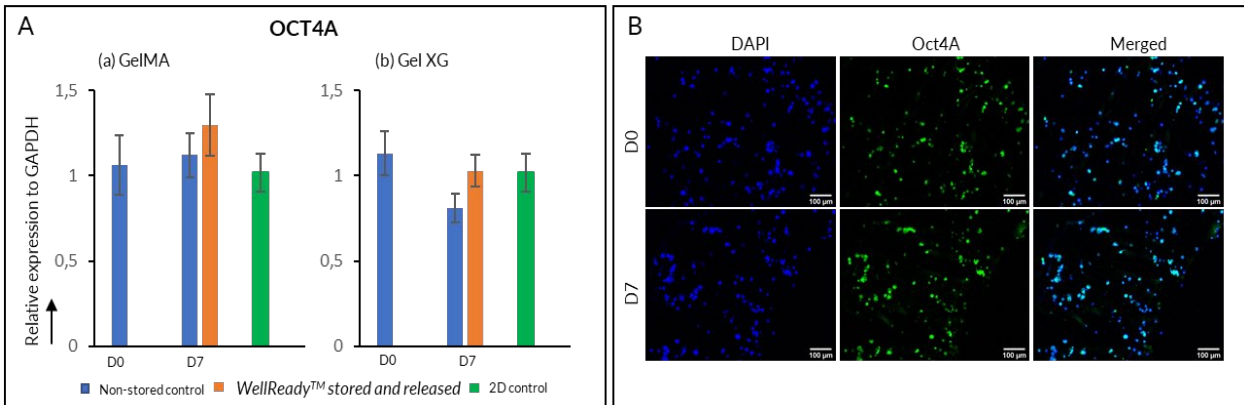 A
OCT4A
(a) GelMA
(b) Gel XG
Relative expression to GAPDH
1,5
1
0,5
0
D0
D7
1,5
1
0,5
0
D0
D7
Non-stored control
WellReady™ stored and released
2D control
B
DAPI
Oct4A
Merged
D0
100 µm
100 µm
100 µm
D7
100 µm
100 µm
100 µm